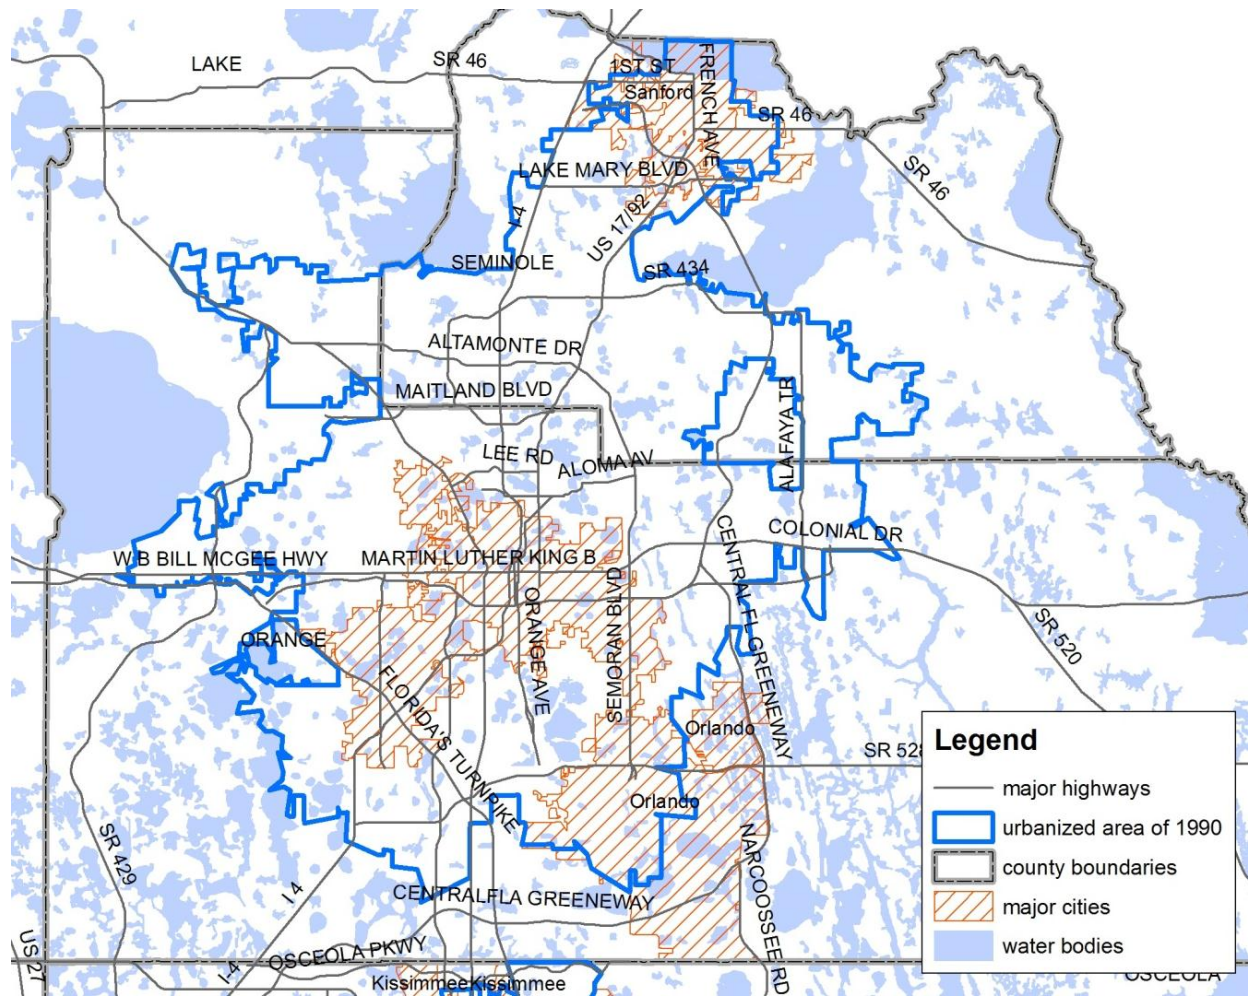 LAKE
SR 46
1ST ST
Sanford
FRENCH AVE
SR 46
SR 46
LAKE MARY BLVD
I-4
US 17/92
SEMINOLE
SR 434
ALTAMONTE DR
MAITLAND BLVD
ALAFAYA TR
LEE RD
ALOMA AV
COLONIAL DR
W.B BILL MCGEE HWY
MARTIN LUTHER KING B
CENTRAL FL GREENEWAY
ORANGE
ORANGE AVE
SEMORAN BLVD
SR 520
FLORIDA'S TURNPIKE
Orlando
SR 528
Orlando
SR 429
NARCOOSSEE RD
I-4
CENTRALFLA GREENEWAY
US 27
I-4
OSCEOLA PKWY
KissimmeeKissimmee
OSCEOLA
Legend
major highways
urbanized area of 1990
county boundaries
major cities
water bodies